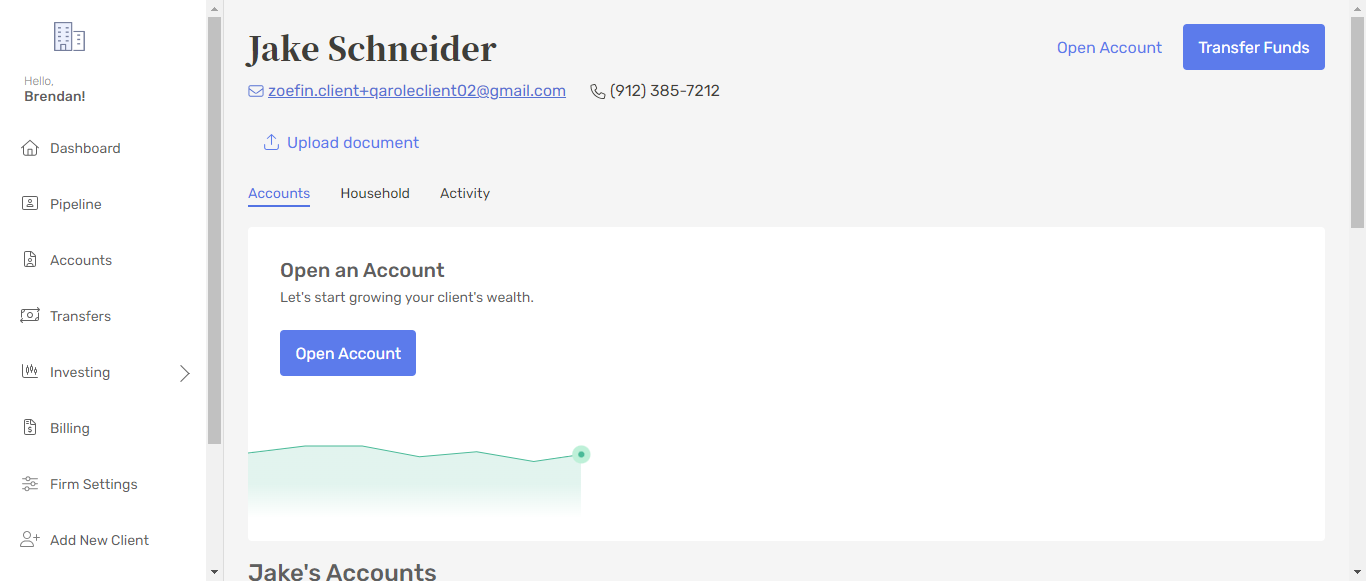 Hello,
Brendan!
Dashboard
Pipeline
Accounts
Transfers
Investing
Billing
Firm Settings
Add New Client
Jake Schneider
Open Account
Transfer Funds
zoefin.client+qaroleclient02@gmail.com
(912) 385-7212
Upload document
Accounts Household Activity
Open an Account
Let's start growing your client's wealth.
Open Account
Jake's Accounts